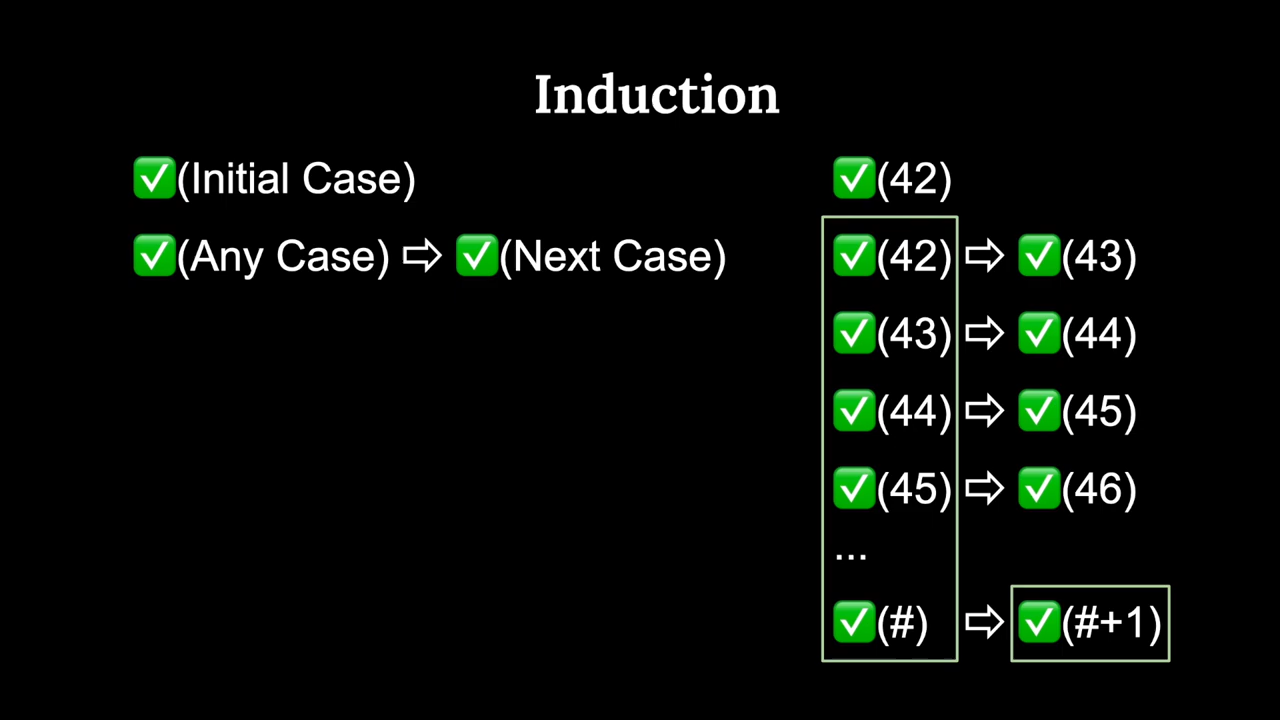 Induction
✅(Initial Case)
✅(Any Case) ⇨ ✅(Next Case)
✅(42)
✅(42) ⇨ ✅(43)
✅(43) ⇨ ✅(44)
✅(44) ⇨ ✅(45)
✅(45) ⇨ ✅(46)
...
✅(#) ⇨ ✅(#+1)